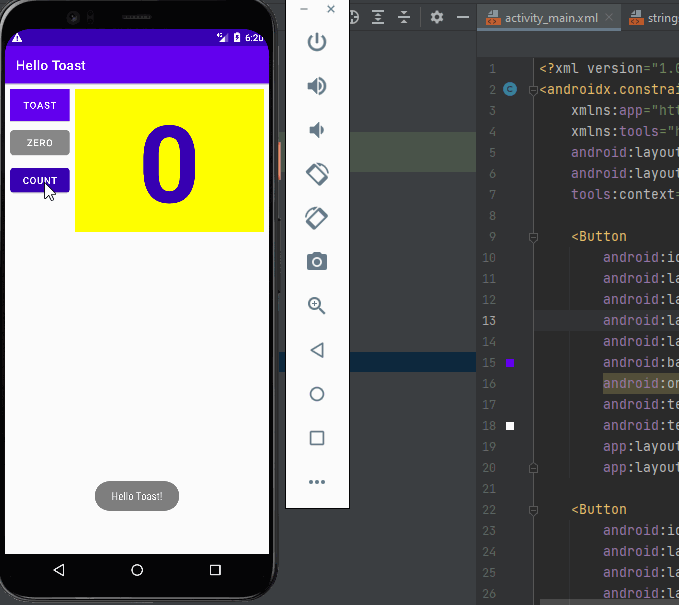 6:20
Hello Toast
TOAST
ZERO
COUNT
0
Hello Toast!
activity_main.xml
string
1 <?xml version="1.0
2 C <androidx.constrai
3 xmlns:app="htt
4 xmlns:tools="h
5 android:layout
6 android:layout
7 tools:context=
8
9 <Button
10 android:id
11 android:la
12 android:la
13 android:la
14 android:la
15 android:ba
16 android:on
17 android:te
18 android:te
19 app:layout
20 app:layout
21
22 <Button
23 android:id
24 android:la
25 android:la
26 android:la